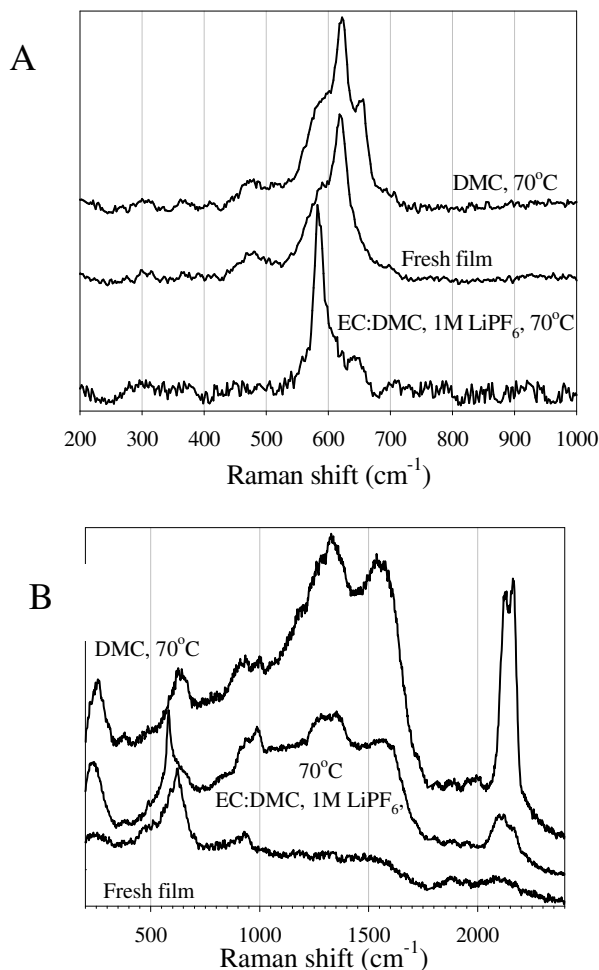 A
DMC, 70°C
Fresh film
EC:DMC, 1M LiPF₆, 70°C
200 300 400 500 600 700 800 900 1000
Raman shift (cm⁻¹)
B
DMC, 70°C
70°C
EC:DMC, 1M LiPF₆,
Fresh film
500 1000 1500 2000
Raman shift (cm⁻¹)